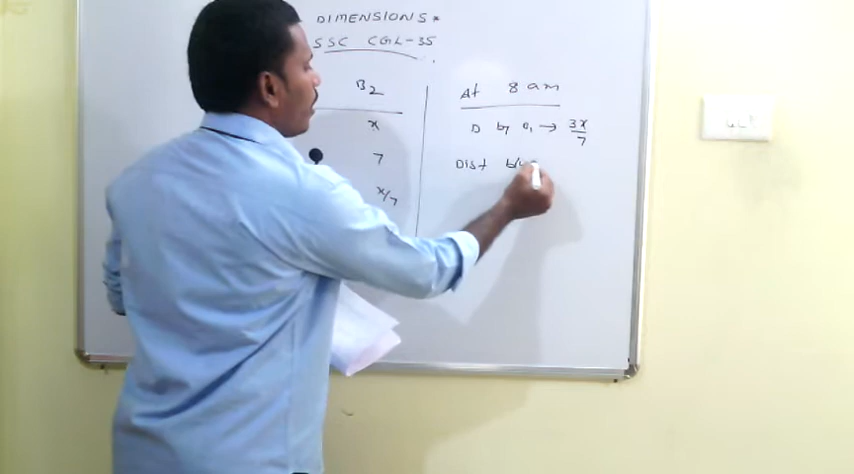 DIMENSIONS*
SSC CGL-35
B2
x
7
x/7
At 8 am
D by B1 → 3x/7
Dist b/w